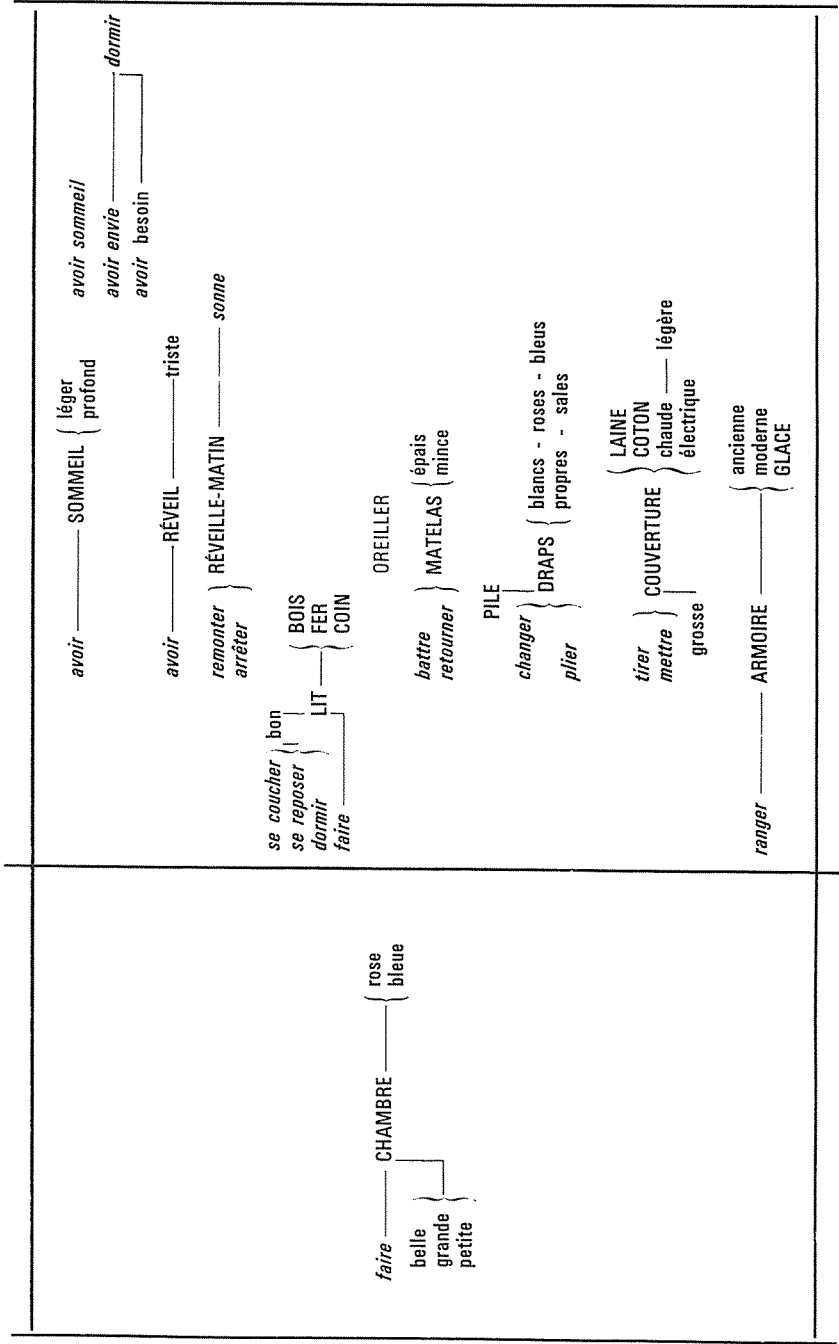 faire CHAMBRE rose
bleue
belle
grande
petite
avoir SOMMEIL léger
profond
avoir sommeil
avoir envie dormir
avoir besoin
avoir RÉVEIL triste
remonter
arrêter
RÉVEILLE-MATIN sonne
se coucher
se reposer
dormir
faire
bon
LIT
BOIS
FER
COIN
OREILLER
battre
retourner
MATELAS
épais
mince
PILE
changer
plier
DRAPS
blancs - roses - bleus
propres - sales
tirer
mettre
grosse
COUVERTURE
LAINE
COTON
chaude légère
électrique
ranger ARMOIRE
ancienne
moderne
GLACE